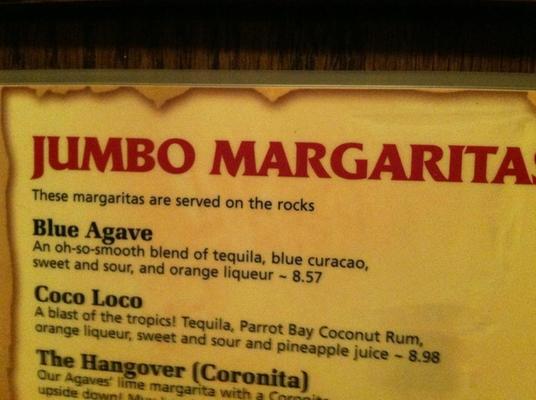 JUMBO MARGARITAS
These margaritas are served on the rocks
Blue Agave
An oh-so-smooth blend of tequila, blue curacao,
sweet and sour, and orange liqueur ~ 8.57
Coco Loco
A blast of the tropics! Tequila, Parrot Bay Coconut Rum,
orange liqueur, sweet and sour and pineapple juice ~ 8.98
The Hangover (Coronita)
Our Agaves' lime margarita with a Coronita
upside down!